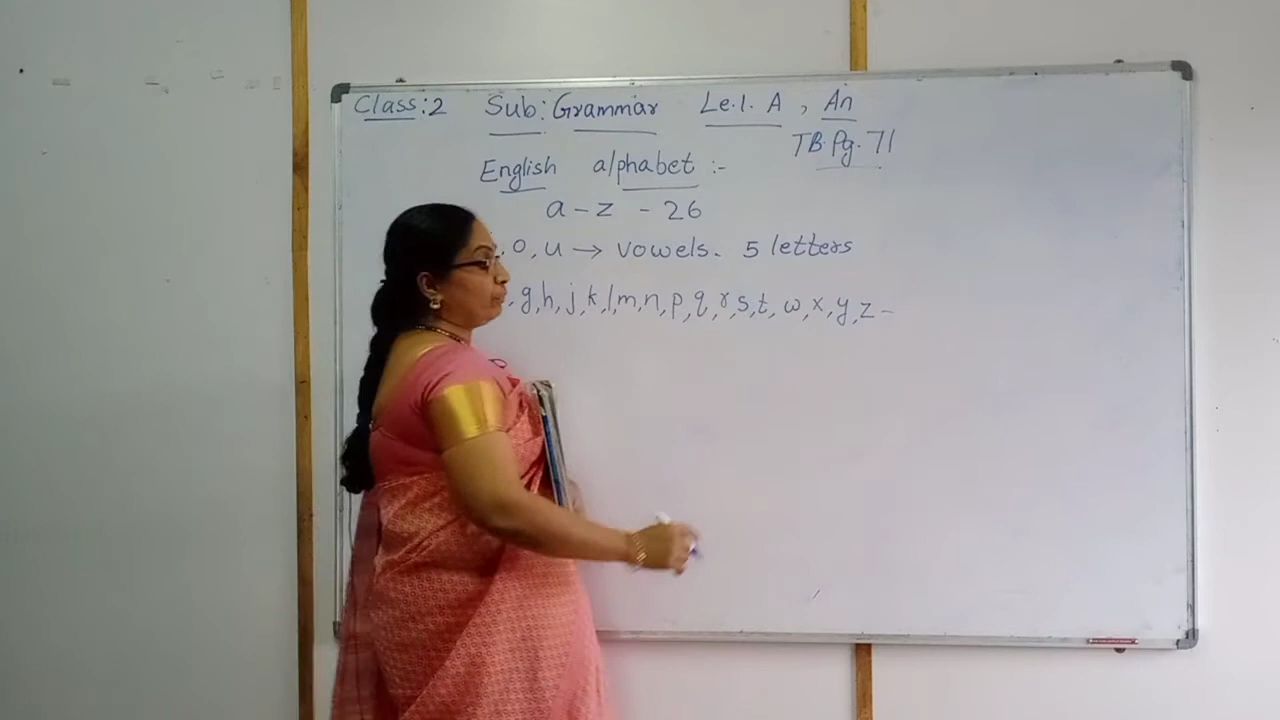 Class:2 Sub: Grammar Le.1. A, An
TB.Pg.71
English alphabet :-
a-z - 26
o, u → vowels. 5 letters
g, h, j, k, l, m, n, p, q, r, s, t, w, x, y, z -